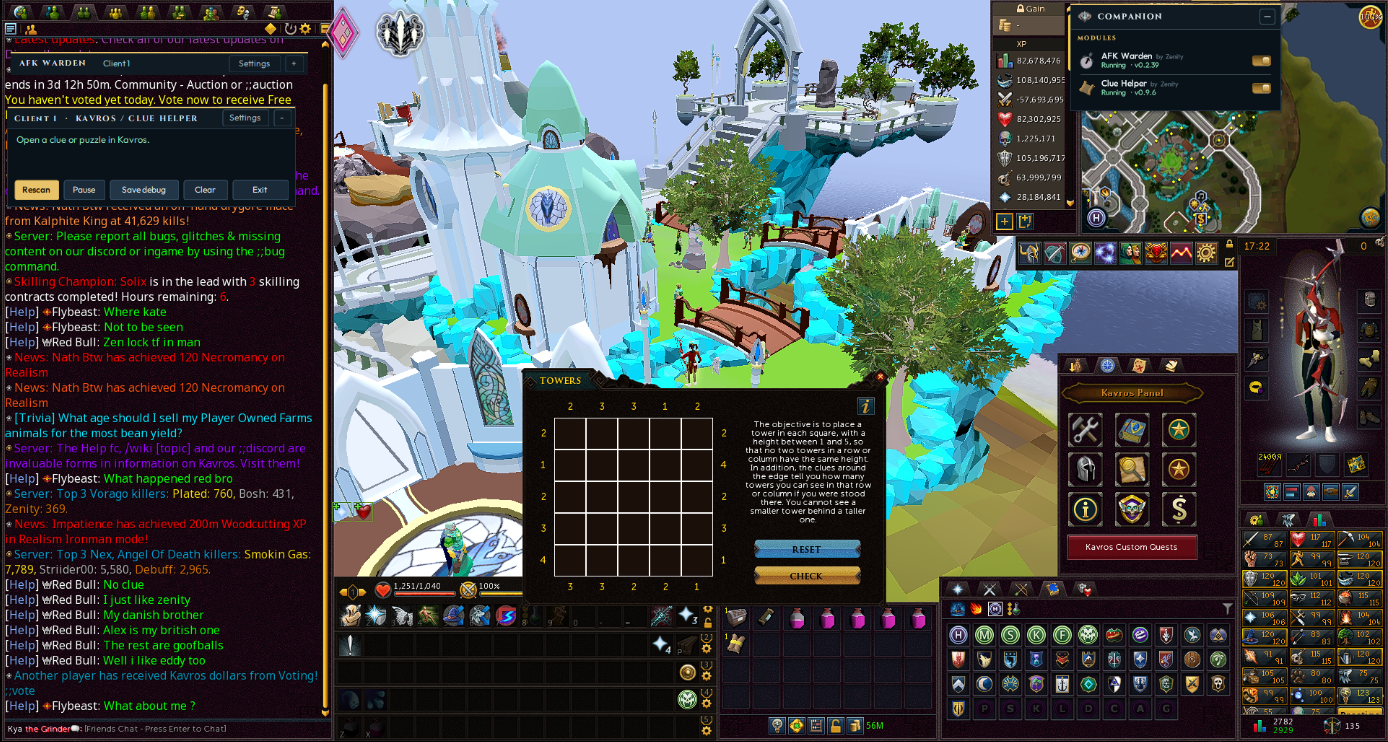 Latest updates. Check all of our latest updates on
AFK WARDEN Client 1 Settings +
ends in 3d 12h 50m. Community - Auction or ;;auction
You haven't voted yet today. Vote now to receive Free
CLIENT 1 · KAVROS / CLUE HELPER Settings -
Open a clue or puzzle in Kavros.
Rescan Pause Save debug Clear Exit
from Kalphite King at 41,629 kills!
Server: Please report all bugs, glitches & missing
content on our discord or ingame by using the ;;bug
command.
Skilling Champion: Solix is in the lead with 3 skilling
contracts completed! Hours remaining: 6.
[Help] Flybeast: Where kate
[Help] Flybeast: Not to be seen
[Help] Red Bull: Zen lock tf in man
News: Nath Btw has achieved 120 Necromancy on
Realism
News: Nath Btw has achieved 120 Necromancy on
Realism
[Trivia] What age should I sell my Player Owned Farms
animals for the most bean yield?
Server: The Help fc, /wiki [topic] and our ;;discord are
invaluable forms in information on Kavros. Visit them!
[Help] Flybeast: What happened red bro
Server: Top 3 Vorago killers: Plated: 760, Bosh: 431,
Zenity: 369.
News: Impatience has achieved 200m Woodcutting XP
in Realism Ironman mode!
Server: Top 3 Nex, Angel Of Death killers: Smokin Gas:
7,789, Striider00: 5,580, Debuff: 2,965.
[Help] Red Bull: No clue
[Help] Red Bull: I just like zenity
[Help] Red Bull: My danish brother
[Help] Red Bull: Alex is my british one
[Help] Red Bull: The rest are goofballs
[Help] Red Bull: Well i like eddy too
Another player has received Kavros dollars from Voting!
;;vote
[Help] Flybeast: What about me ?
Kya the Grinder: [Friends Chat - Press Enter to Chat]
Gain
-
XP
82,678,476
108,140,955
-57,693,695
82,302,925
1,225,171
105,196,717
63,999,799
28,184,841
COMPANION
MODULES
AFK Warden by Zenity
Running · v0.2.39
Clue Helper by Zenity
Running · v0.9.6
17:22 0
Kavros Panel
Kavros Custom Quests
TOWERS
2 3 3 1 2
2 2
1 4
2 2
3 3
4 1
3 3 2 2 1
The objective is to place a
tower in each square, with a
height between 1 and 5, so
that no two towers in a row or
column have the same height.
In addition, the clues around
the edge tell you how many
towers you can see in that row
or column if you were stood
there. You cannot see a
smaller tower behind a taller
one.
RESET
CHECK
1,251/1,040 100%
56M
2782
2929
135